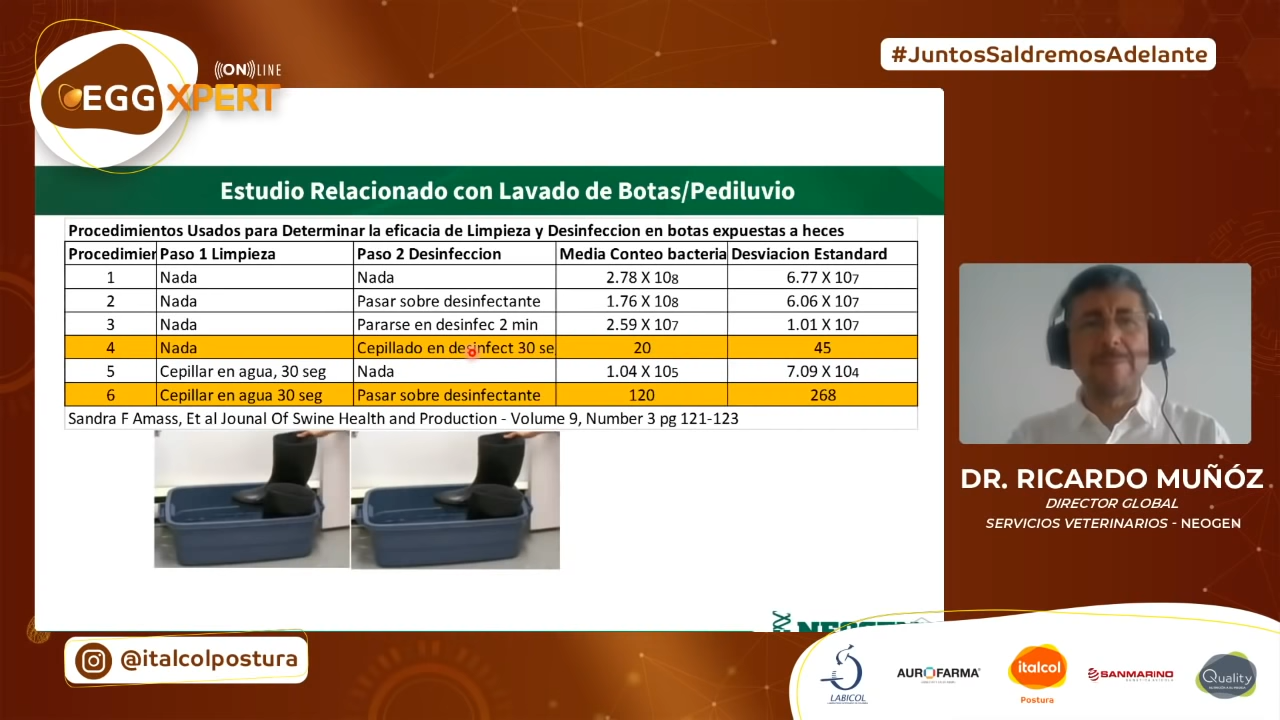 ((ON))LINE
EGG XPERT
#JuntosSaldremosAdelante
Estudio Relacionado con Lavado de Botas/Pediluvio
Procedimientos Usados para Determinar la eficacia de Limpieza y Desinfeccion en botas expuestas a heces
Procedimier Paso 1 Limpieza Paso 2 Desinfeccion Media Conteo bacteria Desviacion Estandard
1 Nada Nada 2.78 X 108 6.77 X 107
2 Nada Pasar sobre desinfectante 1.76 X 108 6.06 X 107
3 Nada Pararse en desinfec 2 min 2.59 X 107 1.01 X 107
4 Nada Cepillado en desinfect 30 se 20 45
5 Cepillar en agua, 30 seg Nada 1.04 X 105 7.09 X 104
6 Cepillar en agua 30 seg Pasar sobre desinfectante 120 268
Sandra F Amass, Et al Jounal Of Swine Health and Production - Volume 9, Number 3 pg 121-123
DR. RICARDO MUÑÓZ
DIRECTOR GLOBAL
SERVICIOS VETERINARIOS - NEOGEN
NEOGEN
@italcolpostura
LABICOL
AUROFARMA
italcol
Postura
SANMARINO
Quality